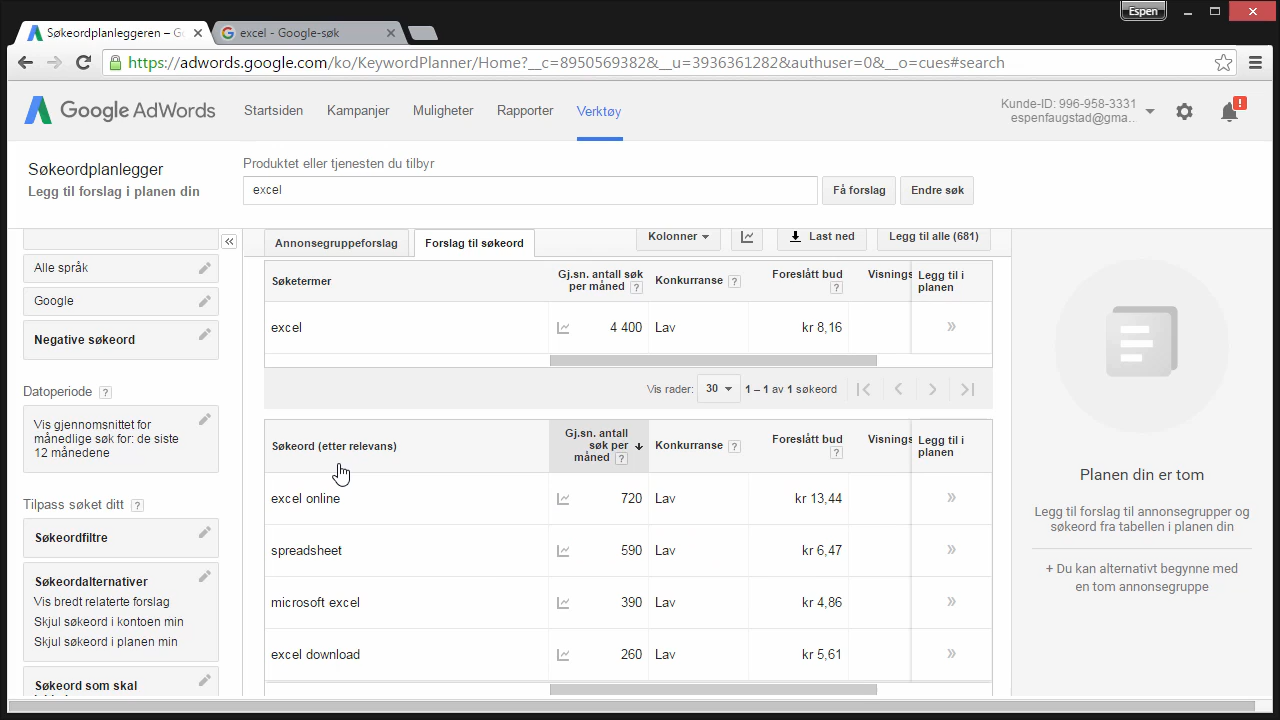 Espen
Søkeordplanleggeren – G
excel - Google-søk
https://adwords.google.com/ko/KeywordPlanner/Home?__c=8950569382&__u=3936361282&authuser=0&__o=cues#search
Google AdWords
Startsiden
Kampanjer
Muligheter
Rapporter
Verktøy
Kunde-ID: 996-958-3331
espenfaugstad@gma...
!
Søkeordplanlegger
Legg til forslag i planen din
Produktet eller tjenesten du tilbyr
excel
Få forslag
Endre søk
Alle språk
Google
Negative søkeord
Datoperiode ?
Vis gjennomsnittet for
månedlige søk for: de siste
12 månedene
Tilpass søket ditt ?
Søkeordfiltre
Søkeordalternativer
Vis bredt relaterte forslag
Skjul søkeord i kontoen min
Skjul søkeord i planen min
Søkeord som skal
Annonsegruppeforslag
Forslag til søkeord
Kolonner
Last ned
Legg til alle (681)
Søketermer
Gj.sn. antall søk
per måned ?
Konkurranse ?
Foreslått bud
?
Visnings
Legg til i
planen
excel
4 400
Lav
kr 8,16
»
Vis rader: 30
1 – 1 av 1 søkeord
Søkeord (etter relevans)
Gj.sn. antall
søk per
måned ?
Konkurranse ?
Foreslått bud
?
Visnings
Legg til i
planen
excel online 720 Lav kr 13,44 »
spreadsheet 590 Lav kr 6,47 »
microsoft excel 390 Lav kr 4,86 »
excel download 260 Lav kr 5,61 »
Planen din er tom
Legg til forslag til annonsegrupper og
søkeord fra tabellen i planen din
+ Du kan alternativt begynne med
en tom annonsegruppe